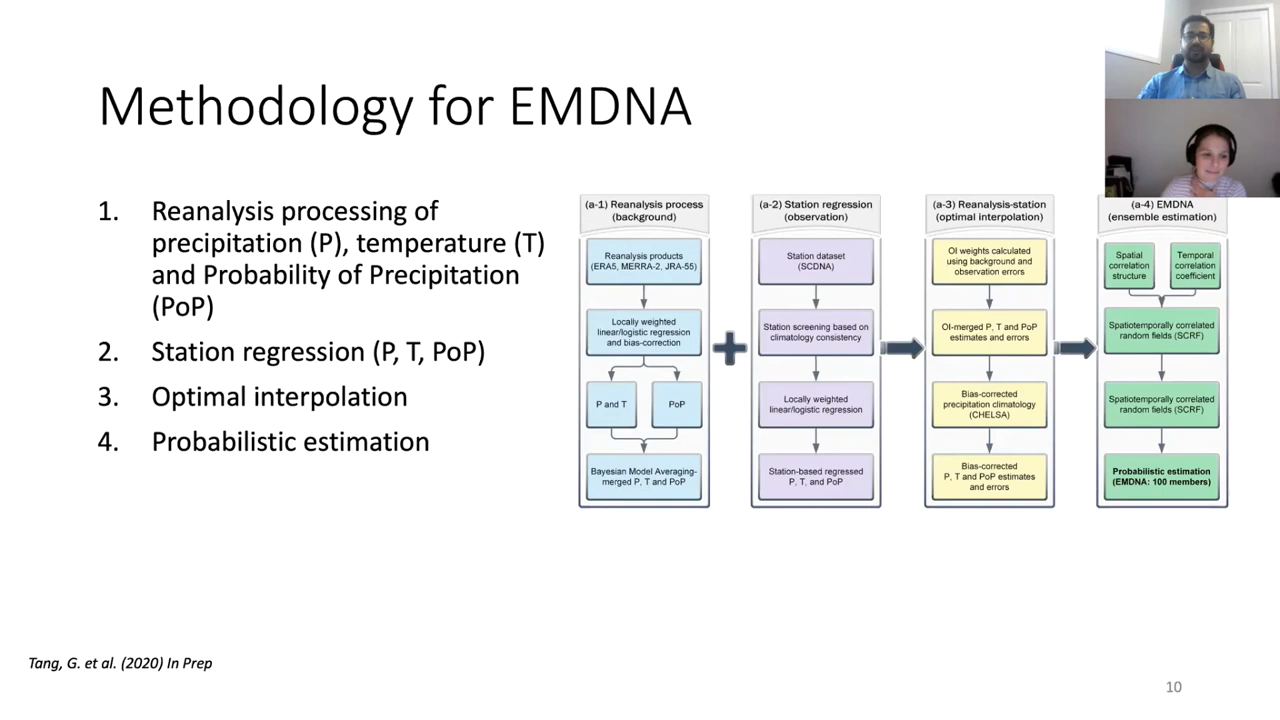 Methodology for EMDNA
1. Reanalysis processing of
precipitation (P), temperature (T)
and Probability of Precipitation
(PoP)
2. Station regression (P, T, PoP)
3. Optimal interpolation
4. Probabilistic estimation
(a-1) Reanalysis process
(background)
Reanalysis products
(ERA5, MERRA-2, JRA-55)
Locally weighted
linear/logistic regression
and bias-correction
P and T
PoP
Bayesian Model Averaging-
merged P, T and PoP
(a-2) Station regression
(observation)
Station dataset
(SCDNA)
Station screening based on
climatology consistency
Locally weighted
linear/logistic regression
Station-based regressed
P, T, and PoP
(a-3) Reanalysis-station
(optimal interpolation)
OI weights calculated
using background and
observation errors
OI-merged P, T and PoP
estimates and errors
Bias-corrected
precipitation climatology
(CHELSA)
Bias-corrected
P, T and PoP estimates
and errors
(a-4) EMDNA
(ensemble estimation)
Spatial
correlation
structure
Temporal
correlation
coefficient
Spatiotemporally correlated
random fields (SCRF)
Spatiotemporally correlated
random fields (SCRF)
Probabilistic estimation
(EMDNA: 100 members)
Tang, G. et al. (2020) In Prep
10